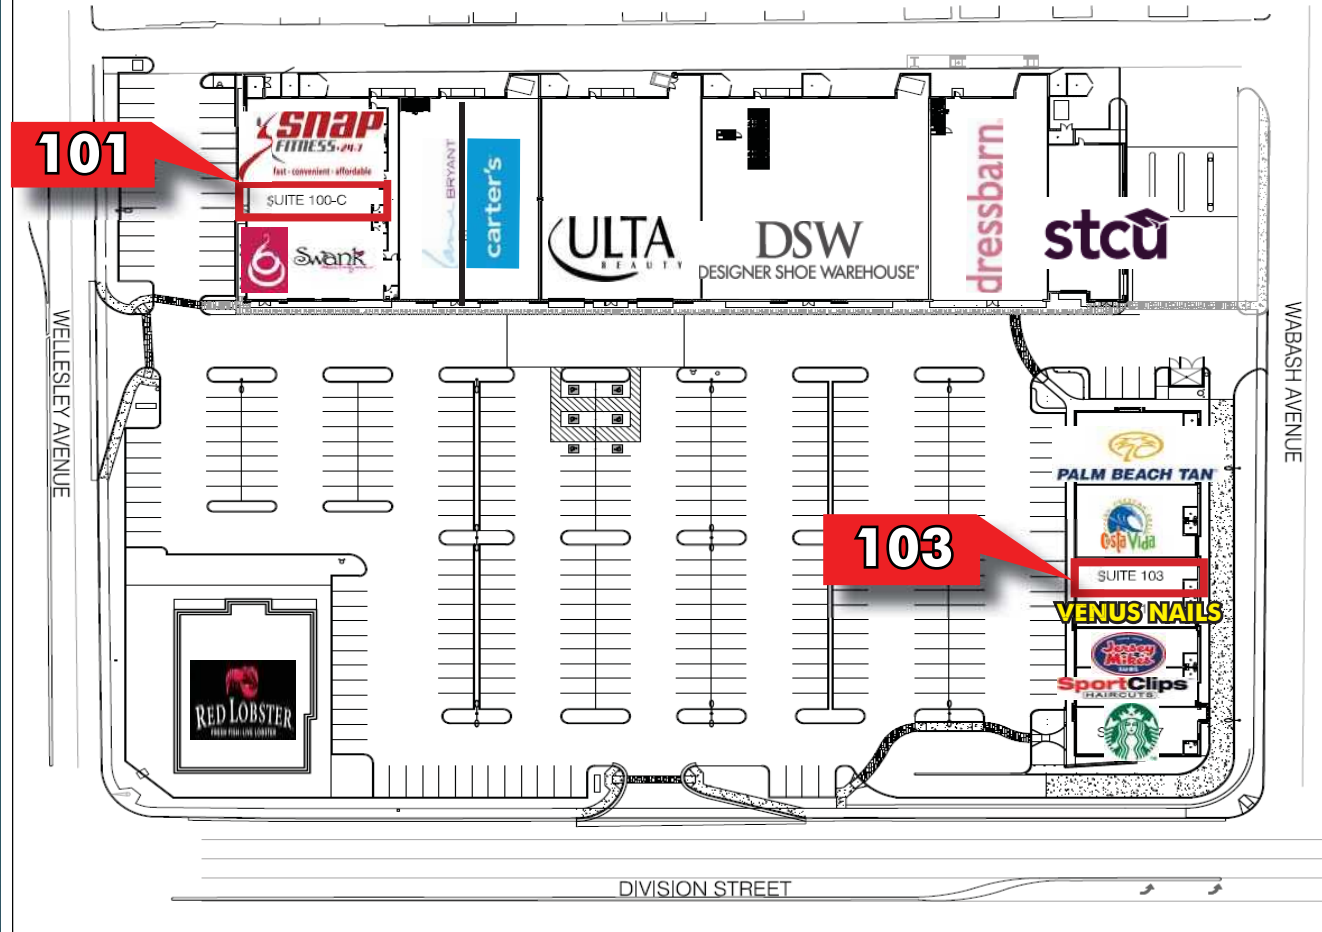 101
snap
FITNESS 24-7
fast · convenient · affordable
SUITE 100-C
Swank
lane BRYANT
carter's
ULTA
BEAUTY
DSW
DESIGNER SHOE WAREHOUSE
dressbarn.
stcu
WELLESLEY AVENUE
WABASH AVENUE
PALM BEACH TAN
Costa Vida
103
SUITE 103
VENUS NAILS
Jersey
Mike's
SUBS
SportClips
HAIRCUTS
RED LOBSTER
FRESH FISH · LIVE LOBSTER
DIVISION STREET